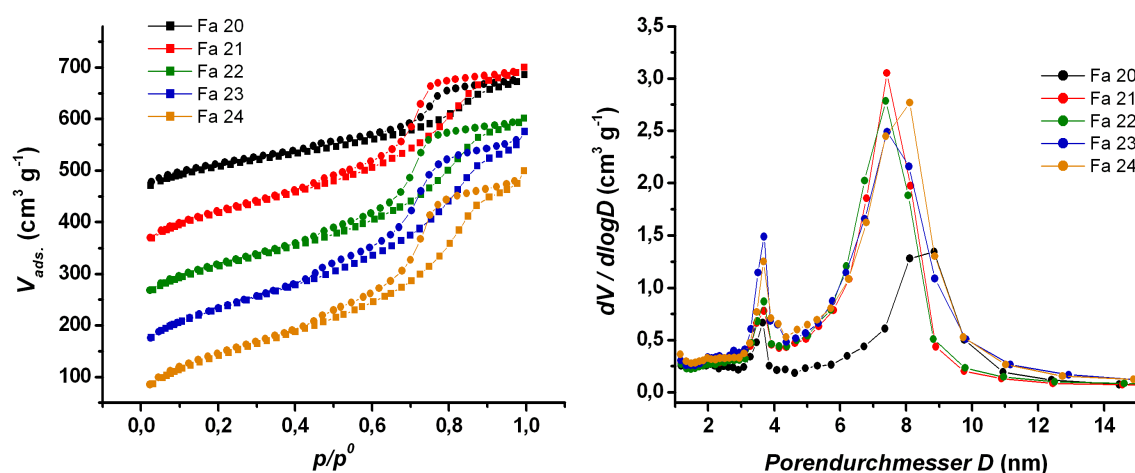 Fa 20
Fa 21
Fa 22
Fa 23
Fa 24
700
600
500
400
300
200
100
V ads. (cm³ g⁻¹)
0,0 0,2 0,4 0,6 0,8 1,0
p/p⁰
3,5
3,0
2,5
2,0
1,5
1,0
0,5
0,0
dV / dlogD (cm³ g⁻¹)
Fa 20
Fa 21
Fa 22
Fa 23
Fa 24
2 4 6 8 10 12 14
Porendurchmesser D (nm)